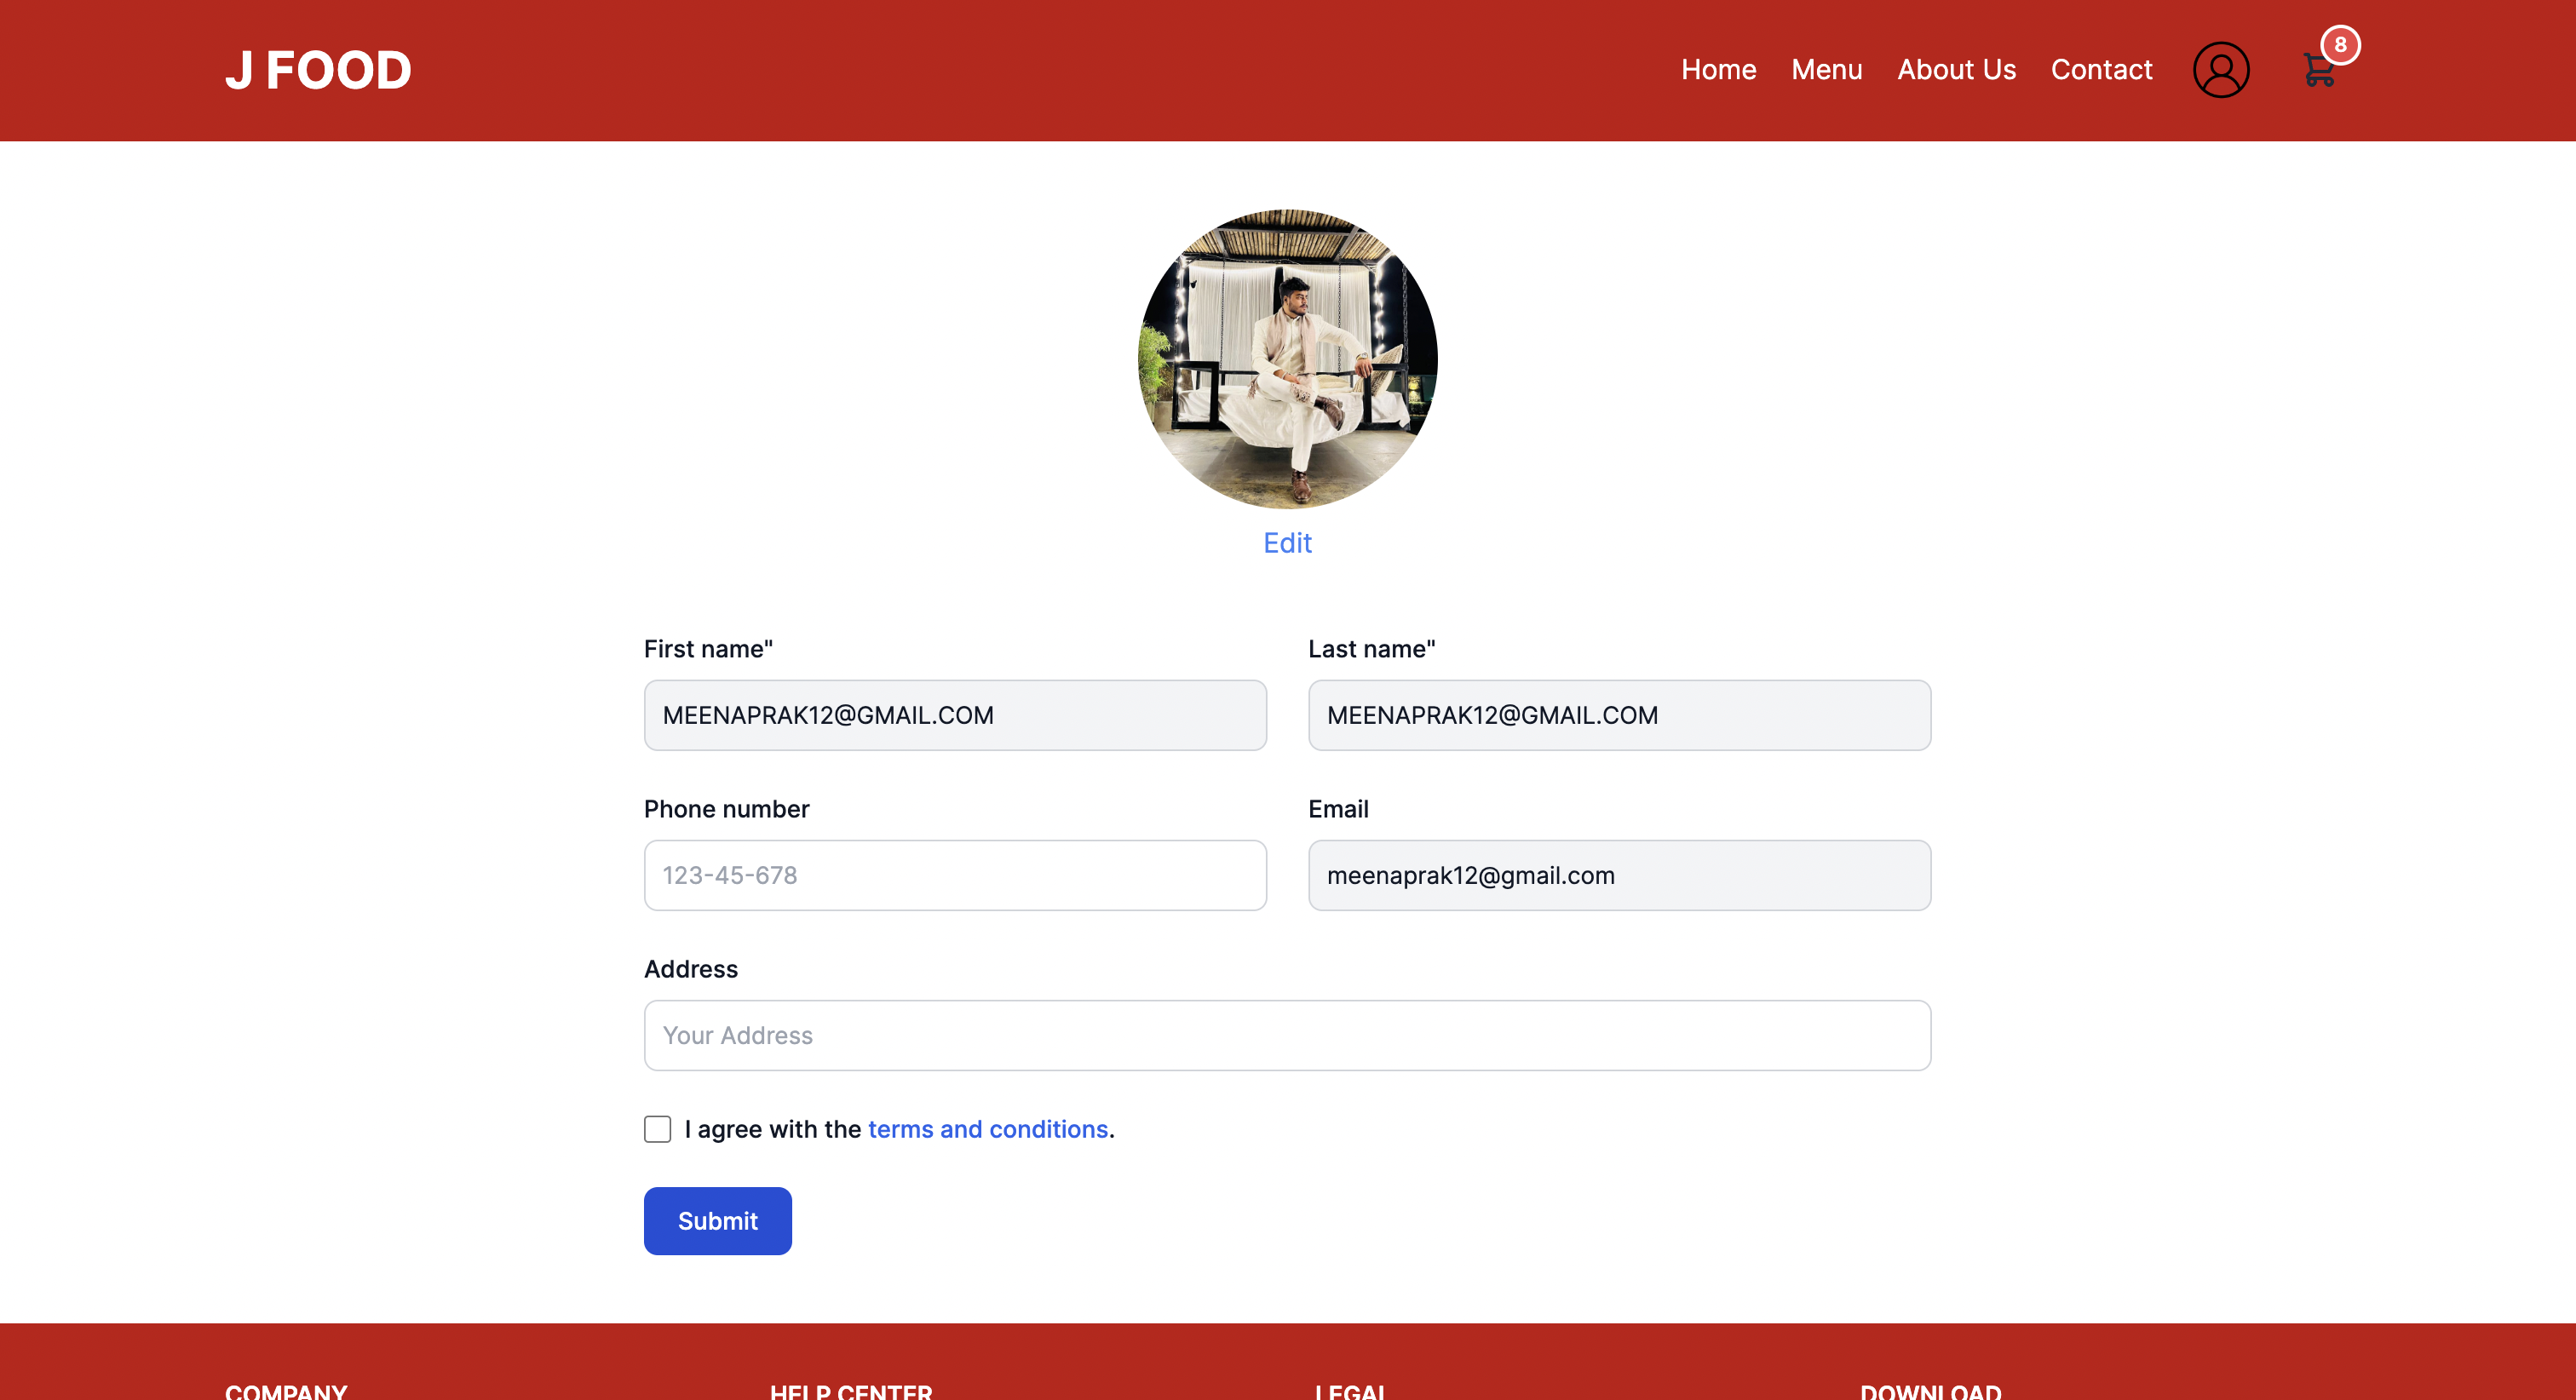 J FOOD
Home Menu About Us Contact 8
First name" Last name"
MEENAPRAK12@GMAIL.COM MEENAPRAK12@GMAIL.COM
Phone number Email
123-45-678 meenaprak12@gmail.com
Address
Your Address
I agree with the terms and conditions.
Submit
COMPANY HELP CENTER LEGAL DOWNLOAD